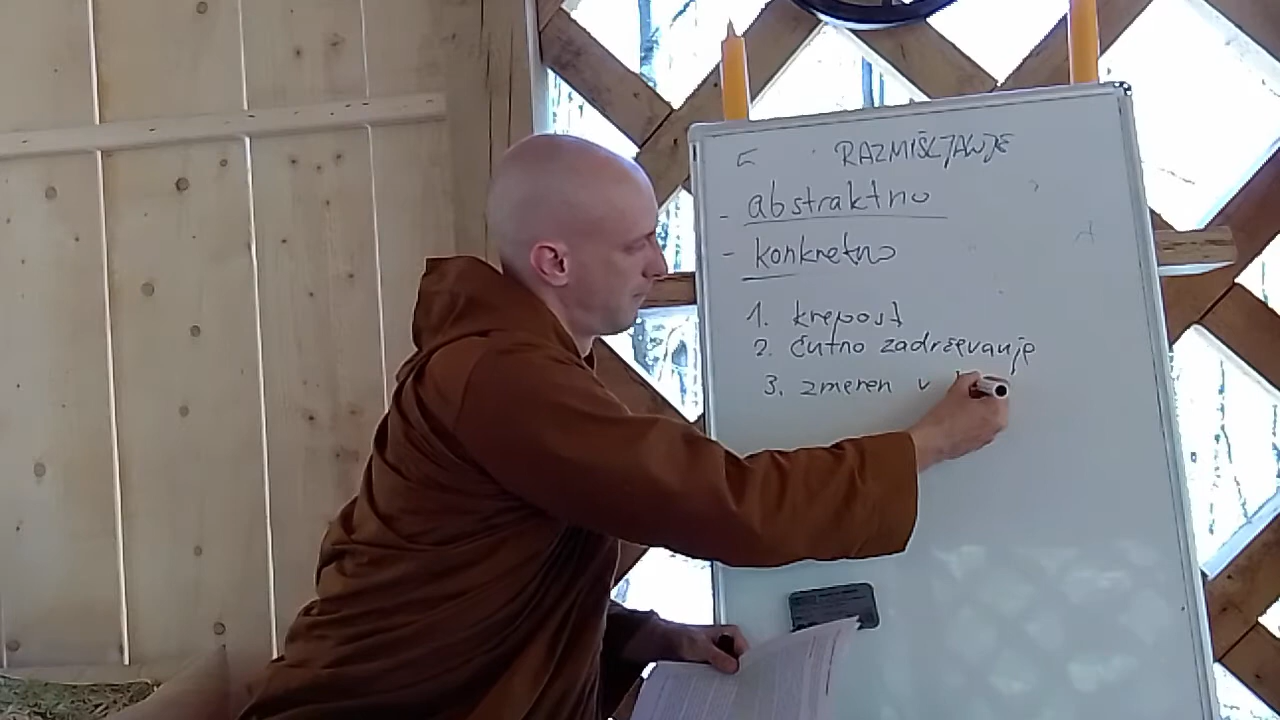 RAZMIŠLJANJE
- abstraktno
- konkretno
1. krepost
2. čutno zadrževanje
3. zmeren v